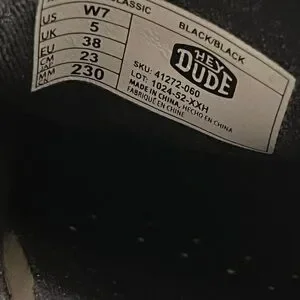 CLASSIC
BLACK/BLACK
US W7
UK 5
EU 38
CM 23
MM 230
HEY
DUDE
SKU: 41272-060
LOT: 1024-52-XXH
MADE IN CHINA, HECHO EN CHINA
FABRIQUE EN CHINE